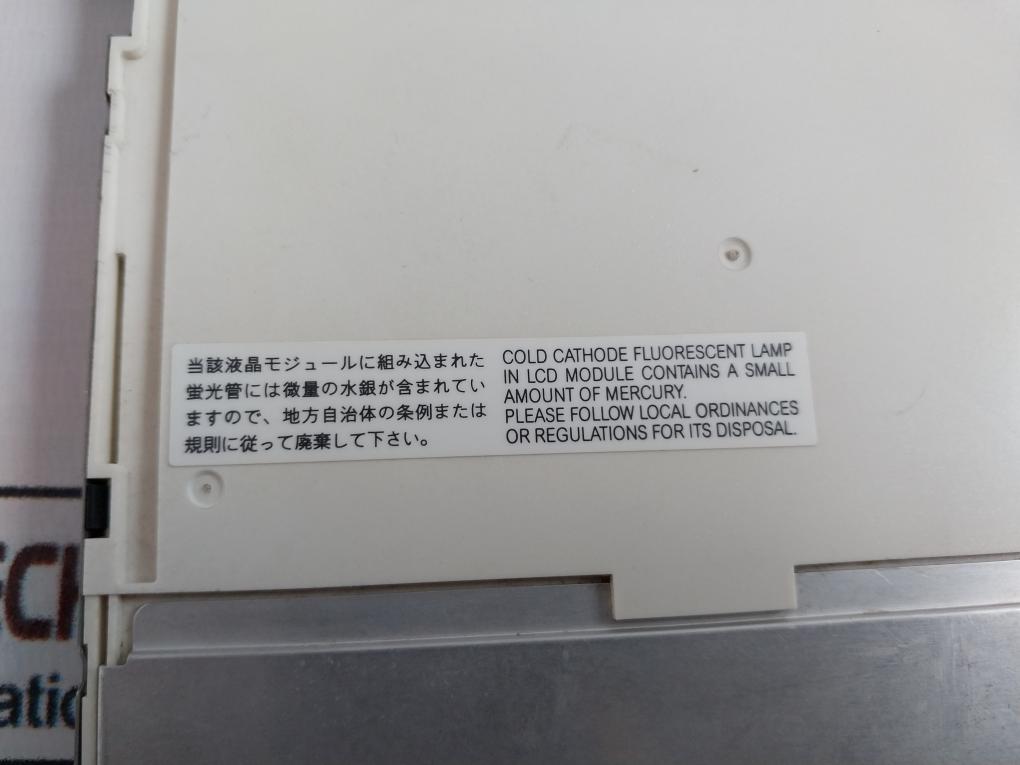 当該液晶モジュールに組み込まれた
蛍光管には微量の水銀が含まれてい
ますので、地方自治体の条例または
規則に従って廃棄して下さい。
COLD CATHODE FLUORESCENT LAMP
IN LCD MODULE CONTAINS A SMALL
AMOUNT OF MERCURY.
PLEASE FOLLOW LOCAL ORDINANCES
OR REGULATIONS FOR ITS DISPOSAL.